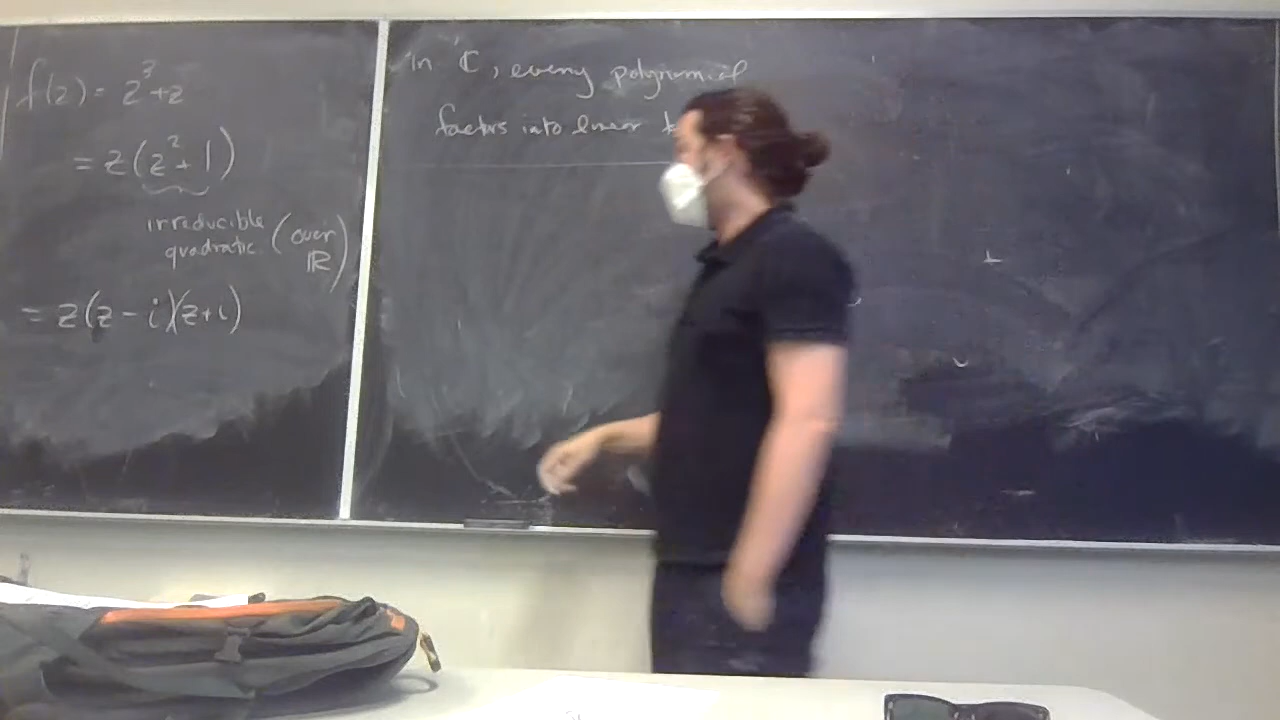 f(z) = z³+z
= z(z²+1)
irreducible
quadratic (over ℝ)
= z(z-i)(z+i)
In ℂ, every polynomial
factors into linear